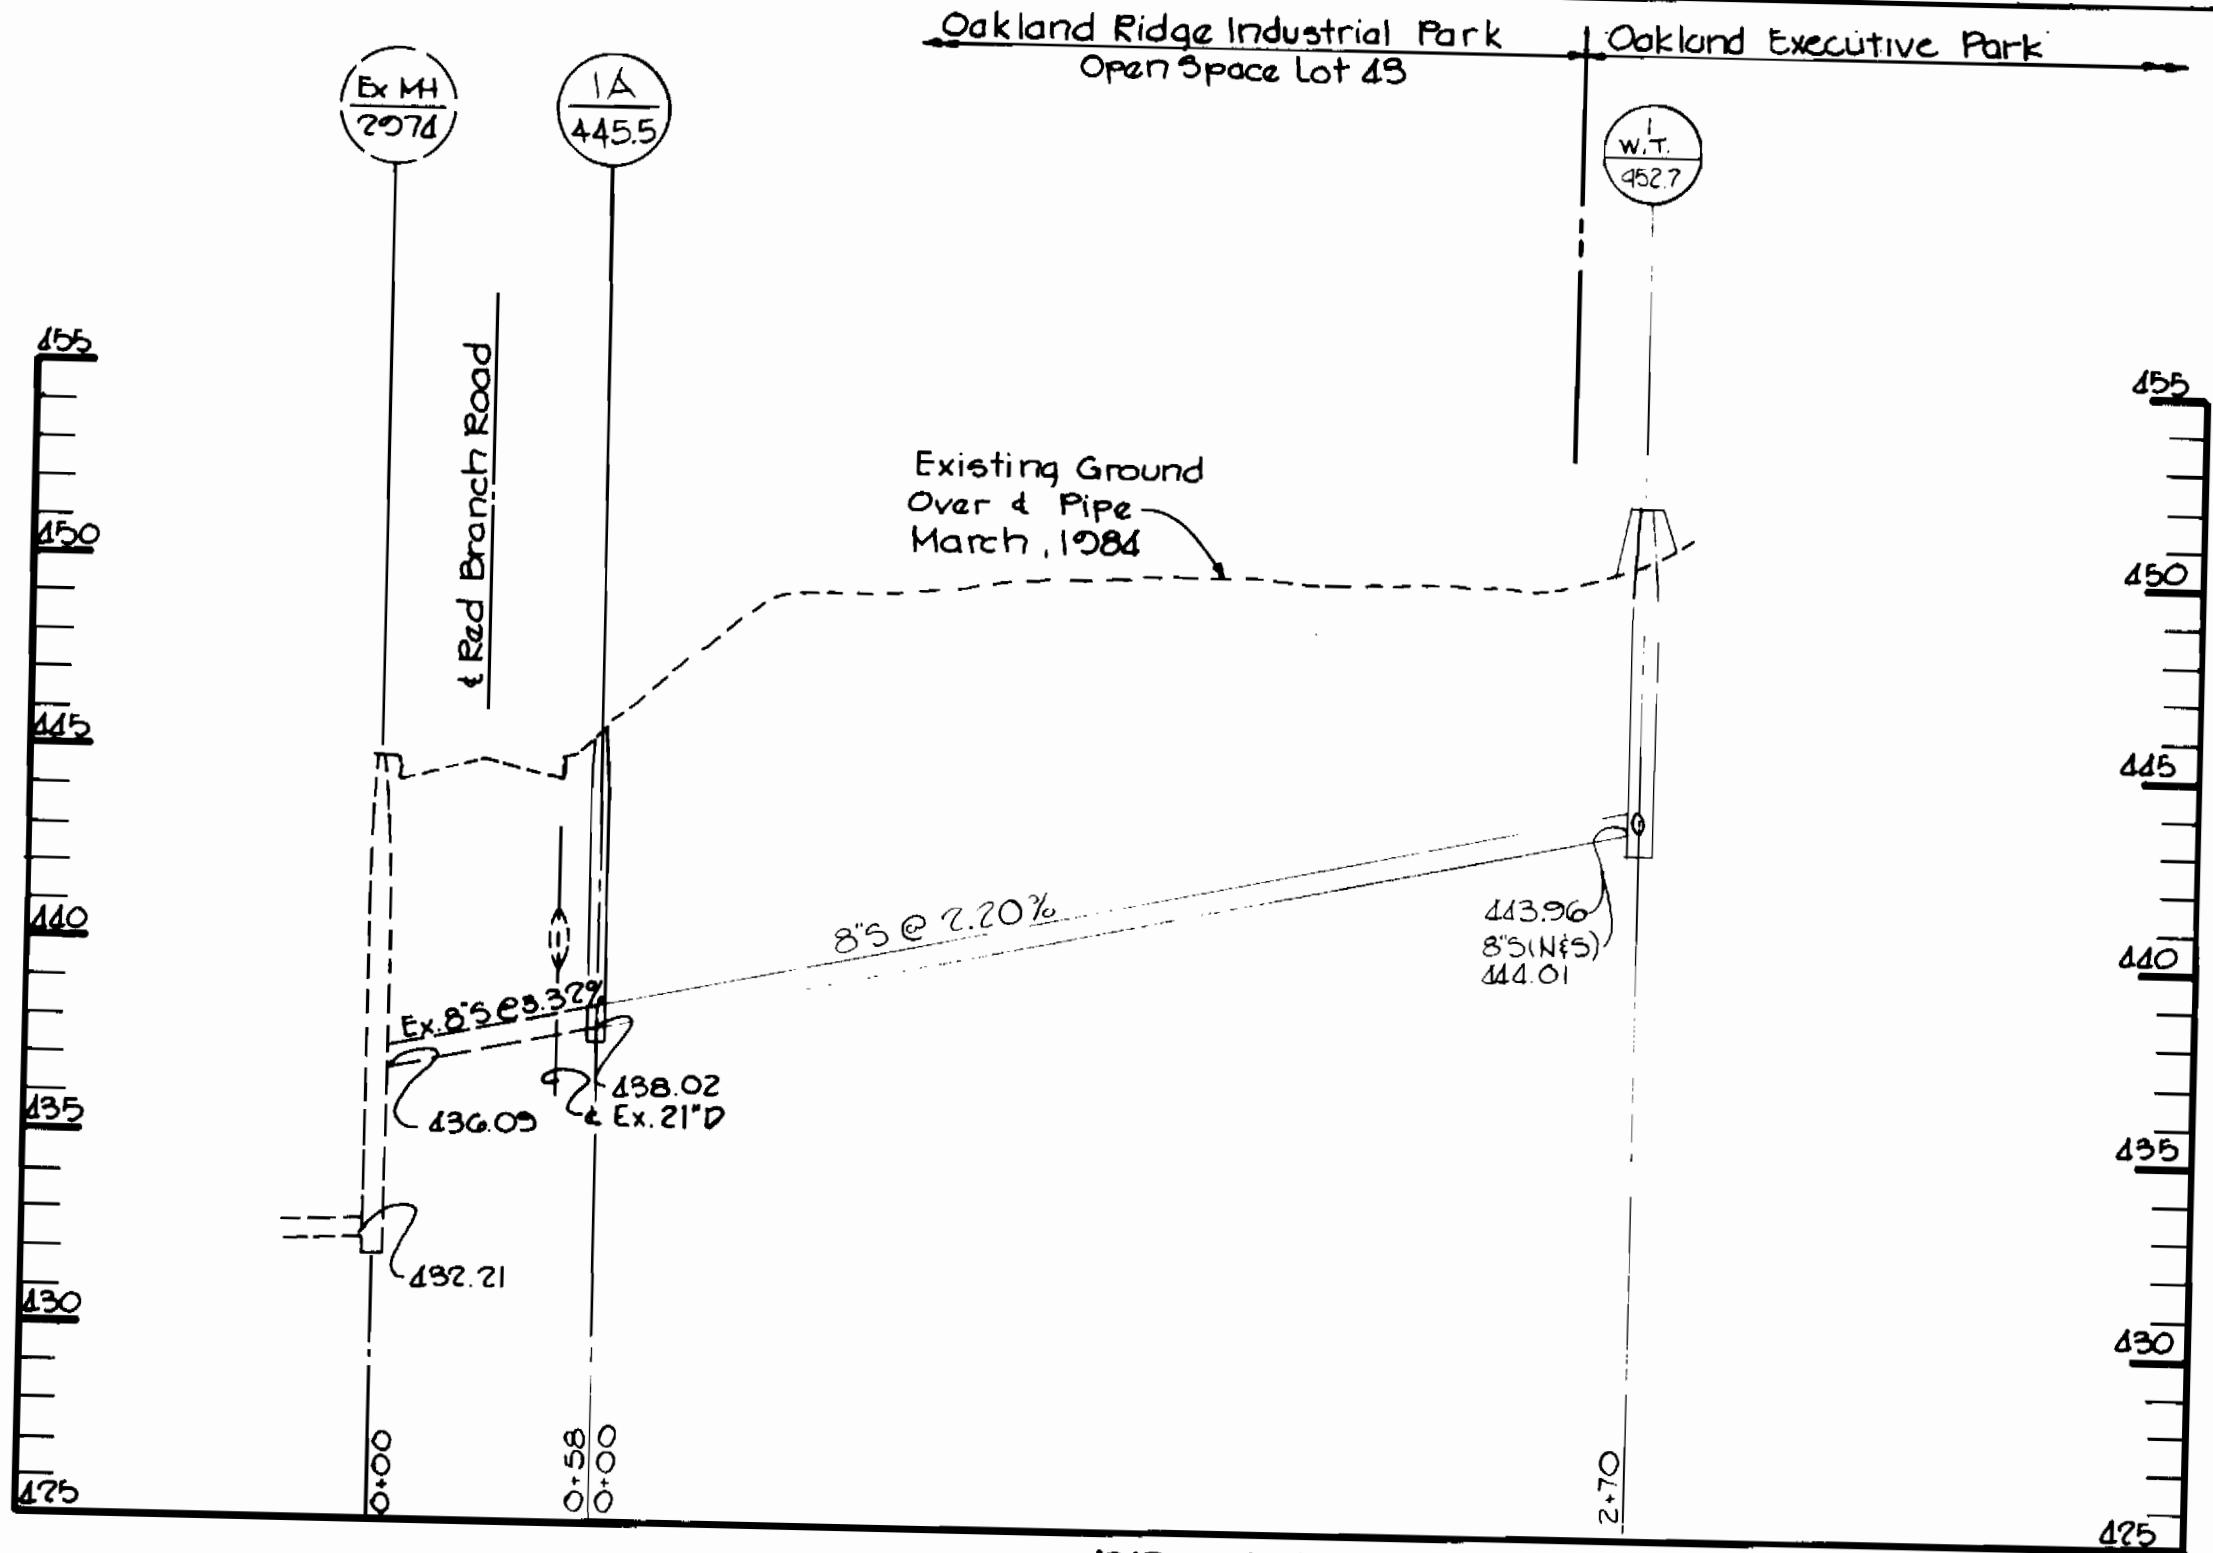 Oakland Ridge Industrial Park
Oakland Executive Park
Open Space Lot 43
Ex MH
2974
1A
445.5
1
W.T.
452.7
℄ Red Branch Road
Existing Ground
Over ℄ Pipe
March, 1984
455
450
445
440
435
430
425
455
450
445
440
435
430
425
8"S @ 2.20%
443.96
8"S(N&S)
444.01
Ex. 8"S @ 3.32%
438.02
℄ Ex. 21"D
436.09
432.21
0+00
0+58
0+00
2+70